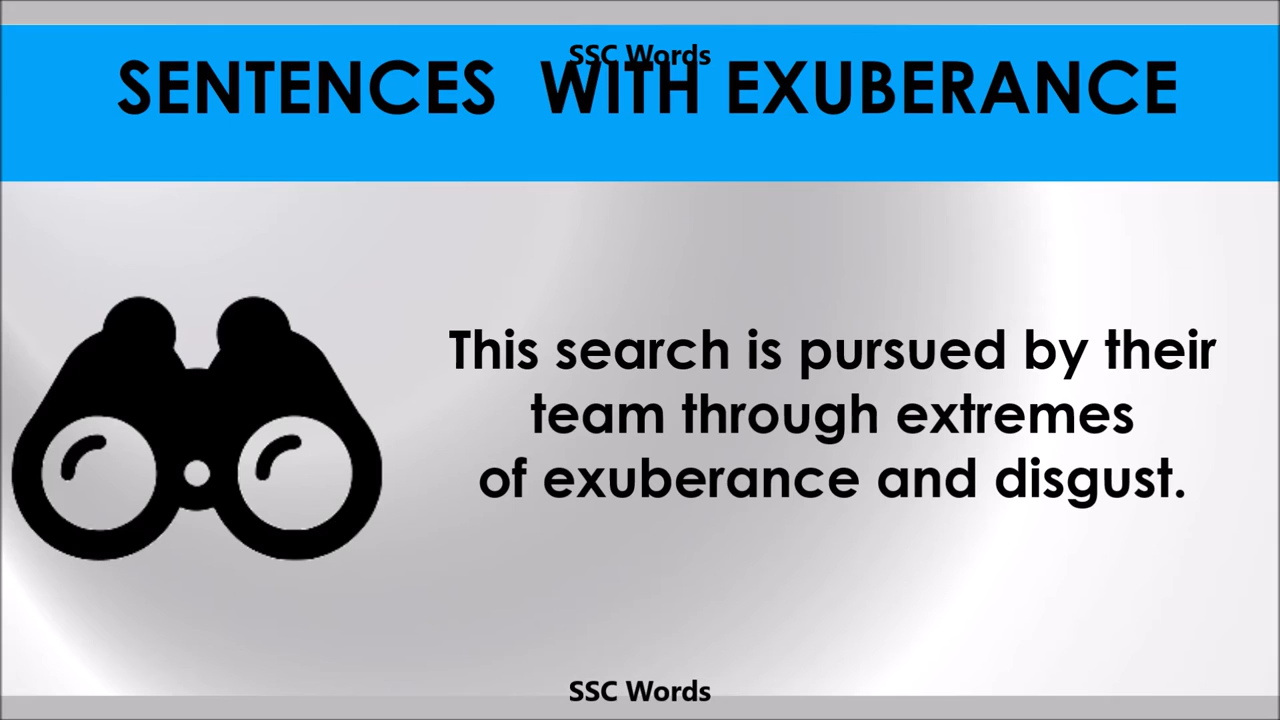 SSC Words
SENTENCES WITH EXUBERANCE
This search is pursued by their
team through extremes
of exuberance and disgust.
SSC Words